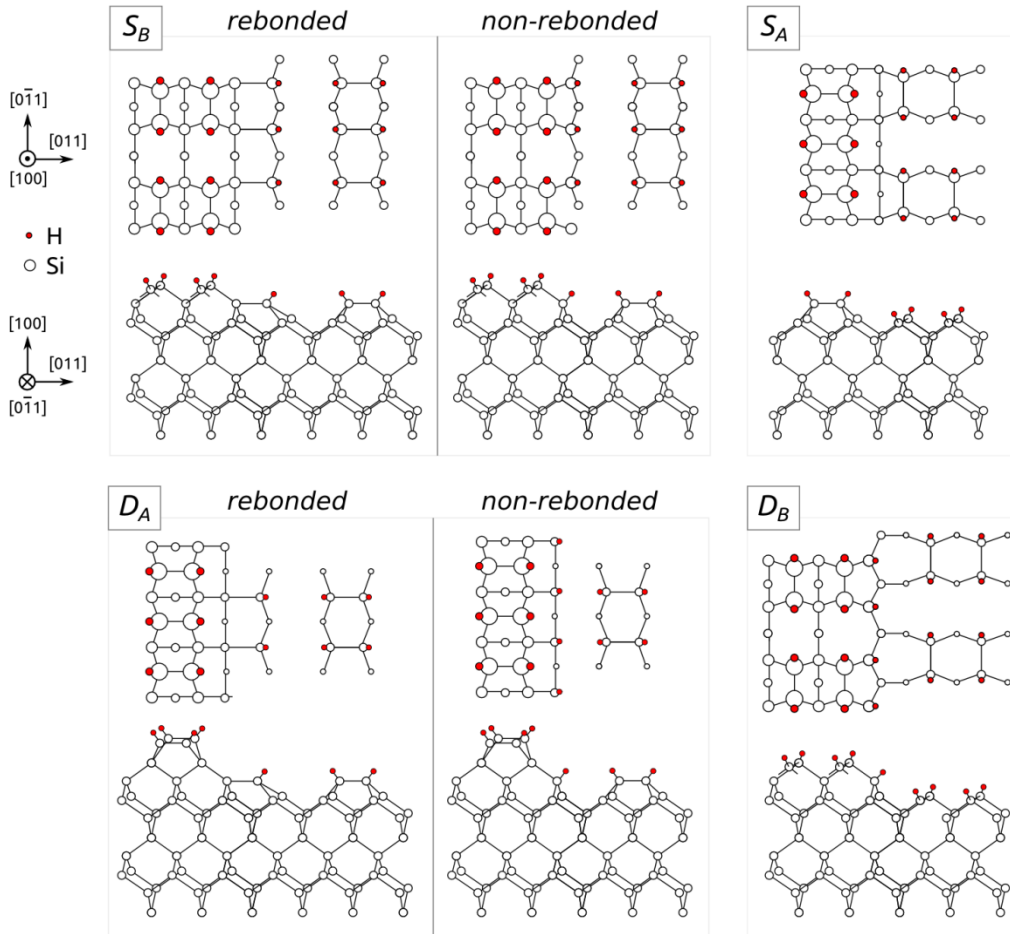 S_B rebonded non-rebonded S_A
[01̄1]
[011]
[100]
H
Si
[100]
[011]
[01̄1]
D_A rebonded non-rebonded D_B